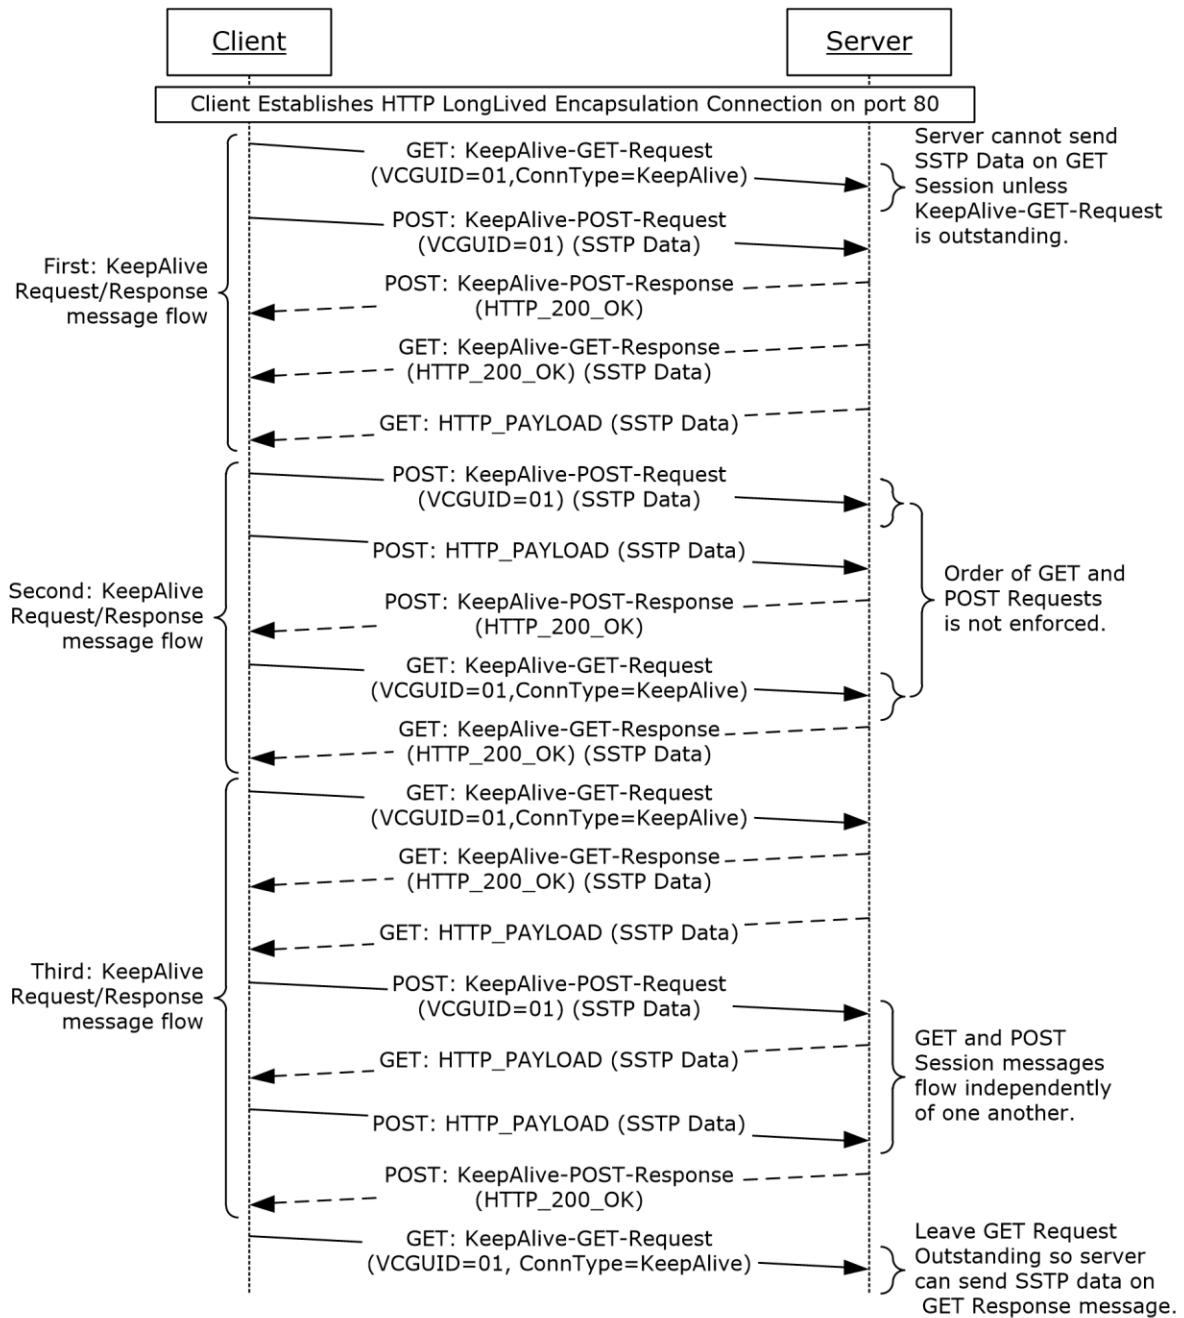 Client
Server
Client Establishes HTTP LongLived Encapsulation Connection on port 80
GET: KeepAlive-GET-Request
(VCGUID=01,ConnType=KeepAlive)
Server cannot send
SSTP Data on GET
Session unless
KeepAlive-GET-Request
is outstanding.
POST: KeepAlive-POST-Request
(VCGUID=01) (SSTP Data)
First: KeepAlive
Request/Response
message flow
POST: KeepAlive-POST-Response
(HTTP_200_OK)
GET: KeepAlive-GET-Response
(HTTP_200_OK) (SSTP Data)
GET: HTTP_PAYLOAD (SSTP Data)
POST: KeepAlive-POST-Request
(VCGUID=01) (SSTP Data)
POST: HTTP_PAYLOAD (SSTP Data)
Second: KeepAlive
Request/Response
message flow
Order of GET and
POST Requests
is not enforced.
POST: KeepAlive-POST-Response
(HTTP_200_OK)
GET: KeepAlive-GET-Request
(VCGUID=01,ConnType=KeepAlive)
GET: KeepAlive-GET-Response
(HTTP_200_OK) (SSTP Data)
GET: KeepAlive-GET-Request
(VCGUID=01,ConnType=KeepAlive)
GET: KeepAlive-GET-Response
(HTTP_200_OK) (SSTP Data)
GET: HTTP_PAYLOAD (SSTP Data)
Third: KeepAlive
Request/Response
message flow
POST: KeepAlive-POST-Request
(VCGUID=01) (SSTP Data)
GET: HTTP_PAYLOAD (SSTP Data)
GET and POST
Session messages
flow independently
of one another.
POST: HTTP_PAYLOAD (SSTP Data)
POST: KeepAlive-POST-Response
(HTTP_200_OK)
GET: KeepAlive-GET-Request
(VCGUID=01, ConnType=KeepAlive)
Leave GET Request
Outstanding so server
can send SSTP data on
GET Response message.